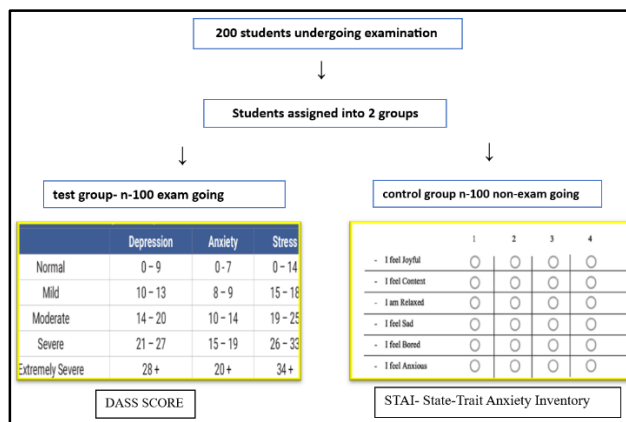 200 students undergoing examination
Students assigned into 2 groups
test group- n-100 exam going
control group n-100 non-exam going
Depression Anxiety Stress
Normal 0 – 9 0 - 7 0 – 14
Mild 10 – 13 8 – 9 15 – 18
Moderate 14 – 20 10 – 14 19 – 25
Severe 21 – 27 15 – 19 26 – 33
Extremely Severe 28 + 20 + 34 +
1 2 3 4
- I feel Joyful
- I feel Content
- I am Relaxed
- I feel Sad
- I feel Bored
- I feel Anxious
DASS SCORE
STAI- State-Trait Anxiety Inventory